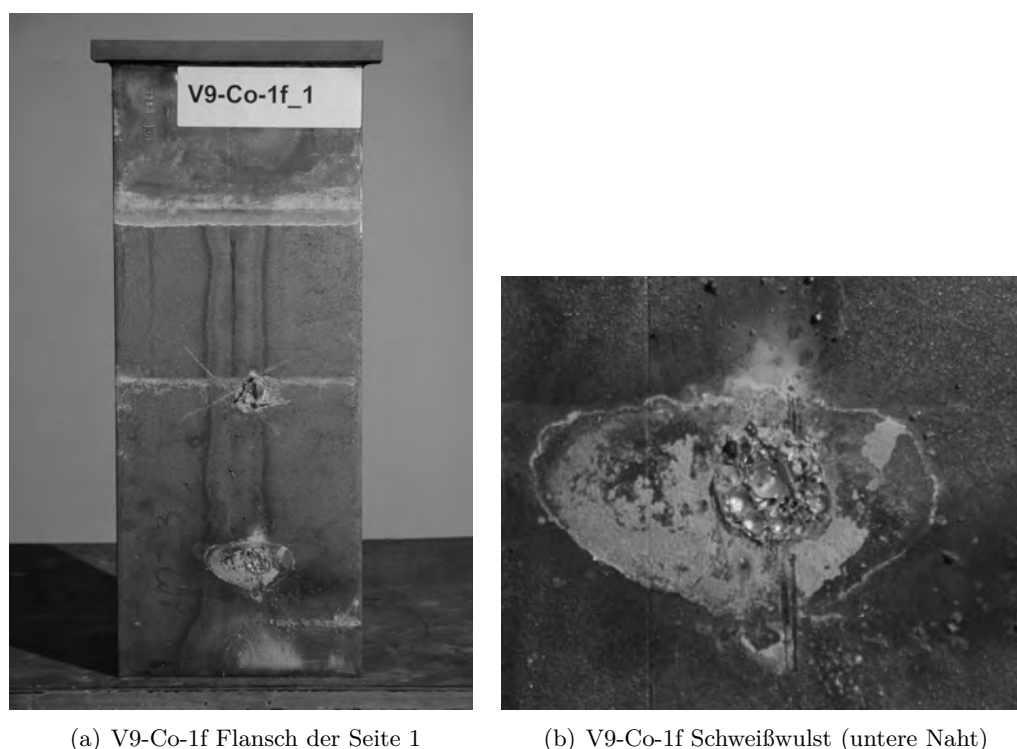 V9-Co-1f_1
(a) V9-Co-1f Flansch der Seite 1
(b) V9-Co-1f Schweißwulst (untere Naht)